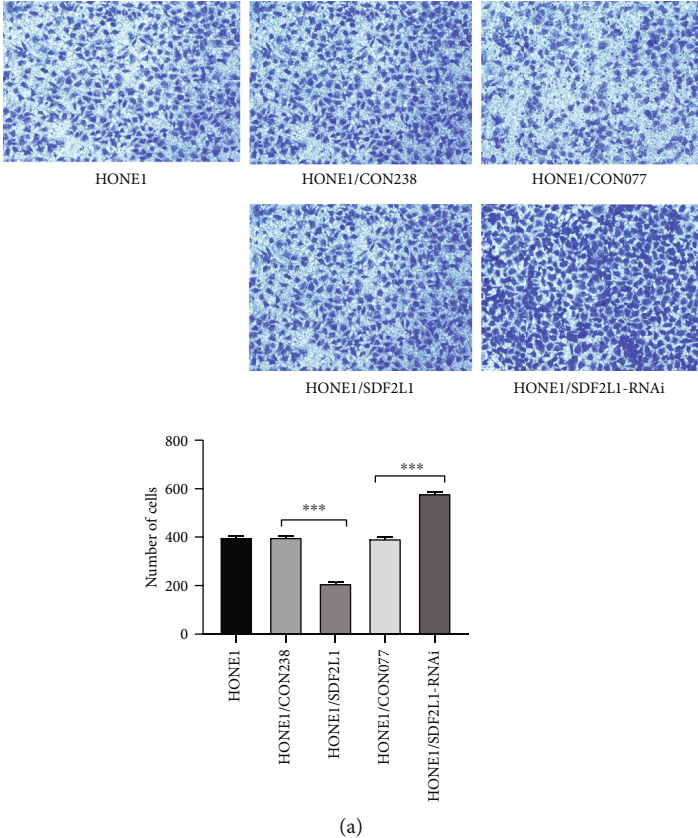 HONE1
HONE1/CON238
HONE1/CON077
HONE1/SDF2L1
HONE1/SDF2L1-RNAi
800
600
400
200
0
Number of cells
***
***
HONE1
HONE1/CON238
HONE1/SDF2L1
HONE1/CON077
HONE1/SDF2L1-RNAi
(a)